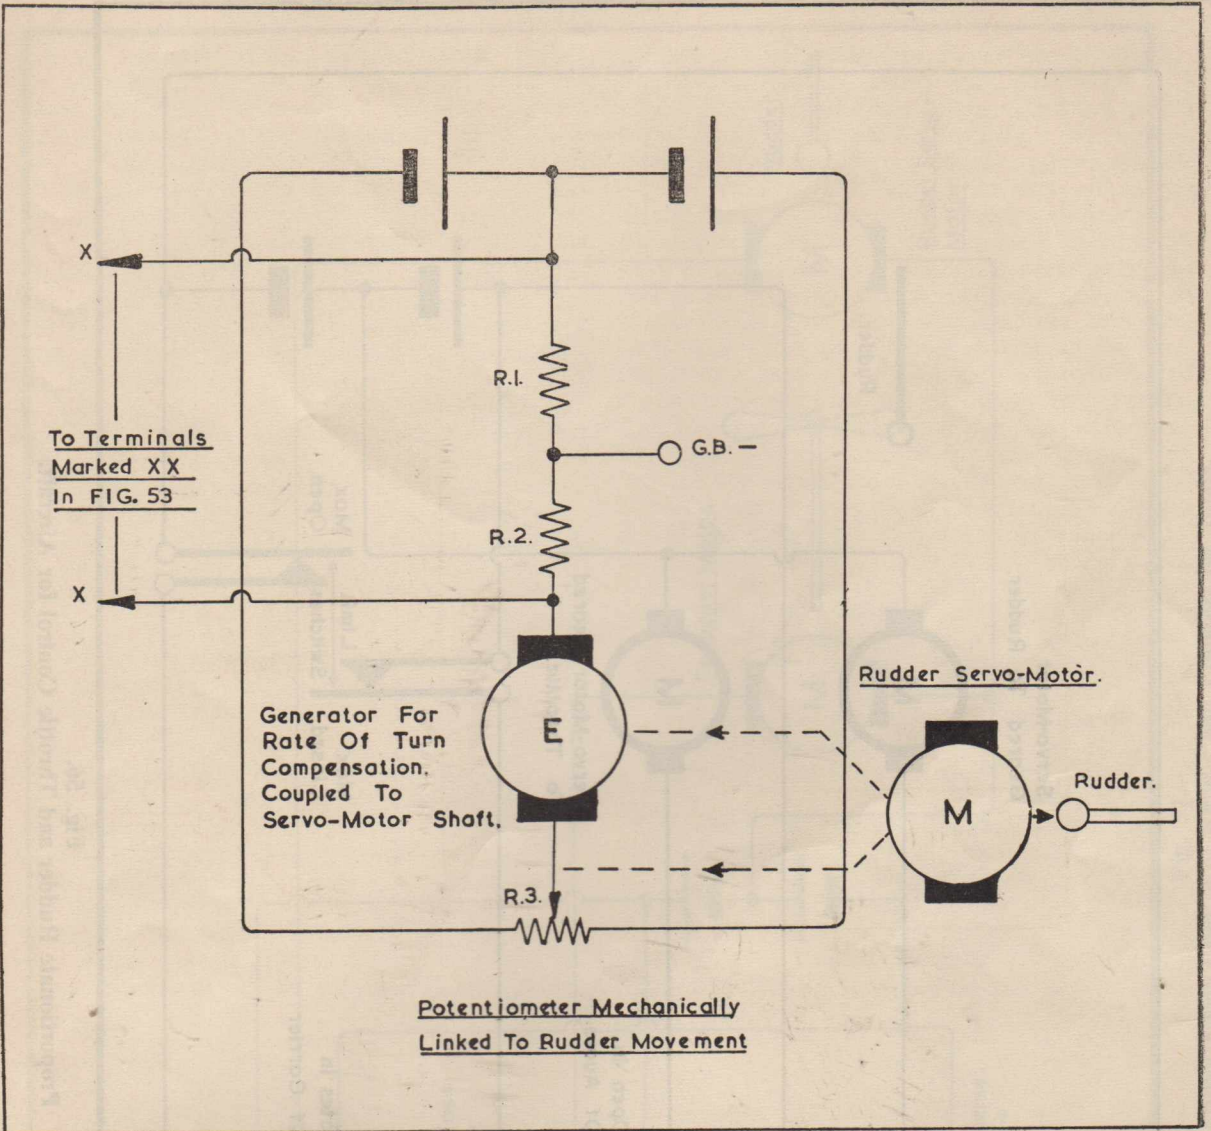 X
R.1.
G.B. —
To Terminals
Marked XX
In FIG. 53
R.2.
X
Rudder Servo-Motor.
Generator For
Rate Of Turn
Compensation.
Coupled To
Servo-Motor Shaft.
E
Rudder.
M
R.3.
Potentiometer Mechanically
Linked To Rudder Movement